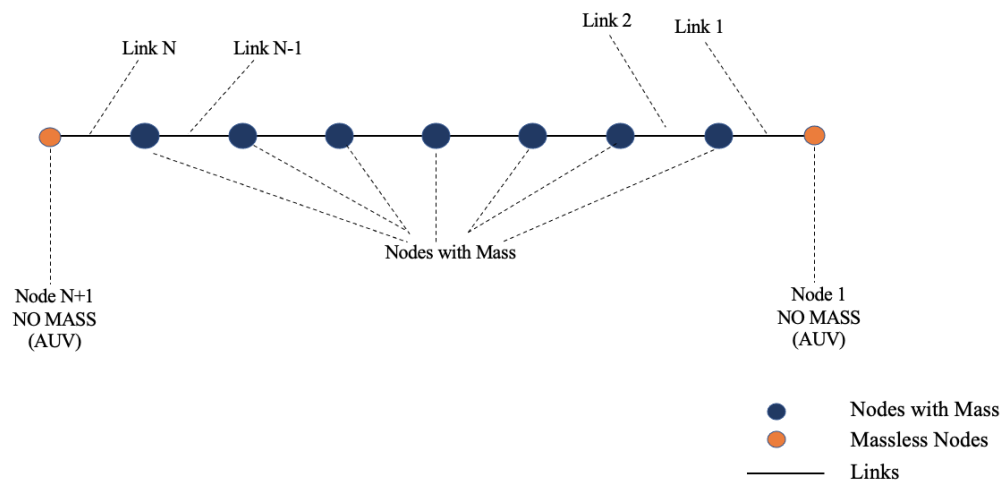 Link N
Link N-1
Link 2
Link 1
Nodes with Mass
Node N+1
NO MASS
(AUV)
Node 1
NO MASS
(AUV)
Nodes with Mass
Massless Nodes
Links